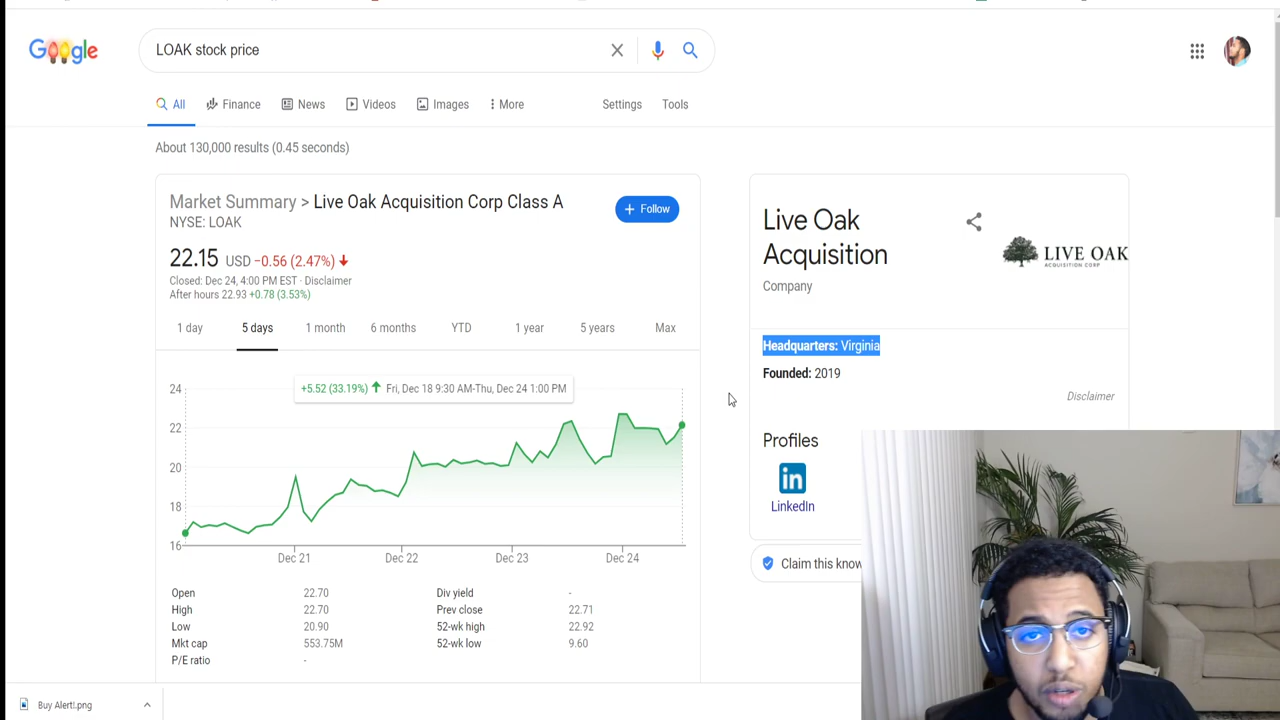 Google
LOAK stock price
All
Finance
News
Videos
Images
More
Settings
Tools
About 130,000 results (0.45 seconds)
Market Summary > Live Oak Acquisition Corp Class A
NYSE: LOAK
+ Follow
22.15 USD −0.56 (2.47%)
Closed: Dec 24, 4:00 PM EST · Disclaimer
After hours 22.93 +0.78 (3.53%)
1 day
5 days
1 month
6 months
YTD
1 year
5 years
Max
+5.52 (33.19%) Fri, Dec 18 9:30 AM-Thu, Dec 24 1:00 PM
24
22
20
18
16
Dec 21
Dec 22
Dec 23
Dec 24
Open 22.70
High 22.70
Low 20.90
Mkt cap 553.75M
P/E ratio -
Div yield -
Prev close 22.71
52-wk high 22.92
52-wk low 9.60
Live Oak
Acquisition
Company
LIVE OAK
ACQUISITION CORP
Headquarters: Virginia
Founded: 2019
Disclaimer
Profiles
in
LinkedIn
Claim this know
Buy Alert!.png